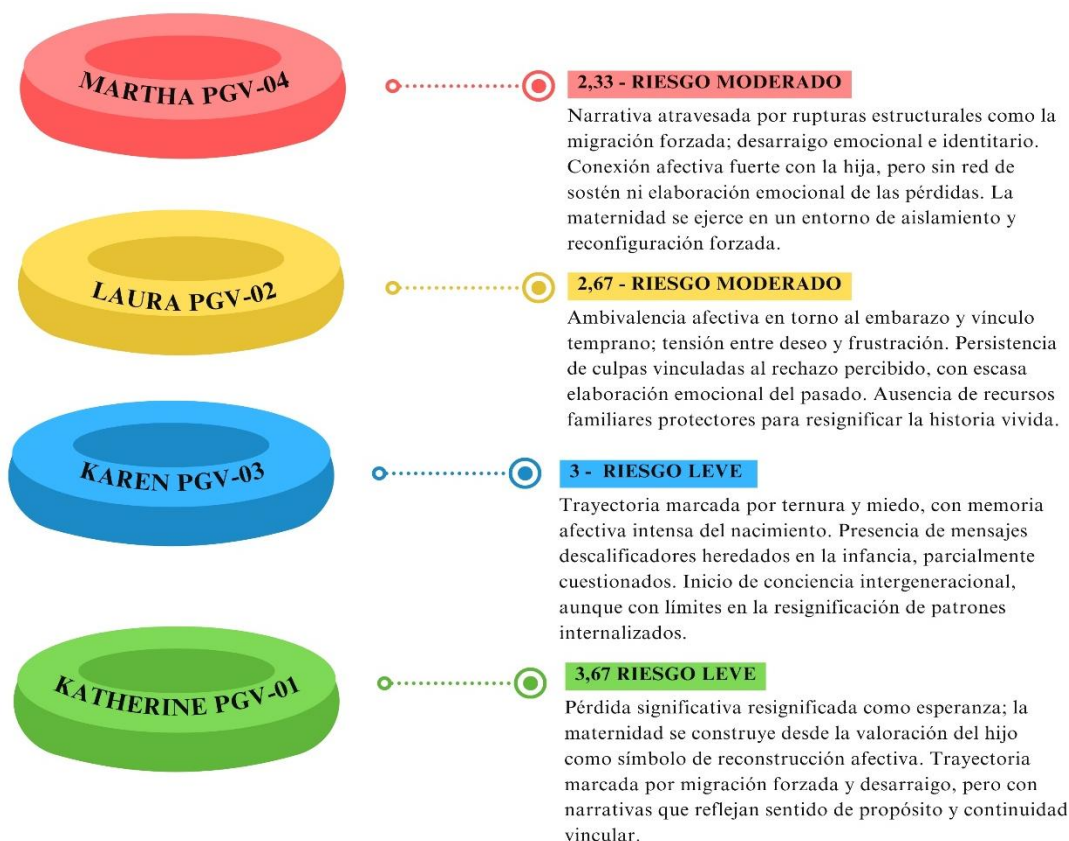 MARTHA PGV-04
2,33 - RIESGO MODERADO
Narrativa atravesada por rupturas estructurales como la
migración forzada; desarraigo emocional e identitario.
Conexión afectiva fuerte con la hija, pero sin red de
sostén ni elaboración emocional de las pérdidas. La
maternidad se ejerce en un entorno de aislamiento y
reconfiguración forzada.
LAURA PGV-02
2,67 - RIESGO MODERADO
Ambivalencia afectiva en torno al embarazo y vínculo
temprano; tensión entre deseo y frustración. Persistencia
de culpas vinculadas al rechazo percibido, con escasa
elaboración emocional del pasado. Ausencia de recursos
familiares protectores para resignificar la historia vivida.
KAREN PGV-03
3 - RIESGO LEVE
Trayectoria marcada por ternura y miedo, con memoria
afectiva intensa del nacimiento. Presencia de mensajes
descalificadores heredados en la infancia, parcialmente
cuestionados. Inicio de conciencia intergeneracional,
aunque con límites en la resignificación de patrones
internalizados.
KATHERINE PGV-01
3,67 RIESGO LEVE
Pérdida significativa resignificada como esperanza; la
maternidad se construye desde la valoración del hijo
como símbolo de reconstrucción afectiva. Trayectoria
marcada por migración forzada y desarraigo, pero con
narrativas que reflejan sentido de propósito y continuidad
vincular.